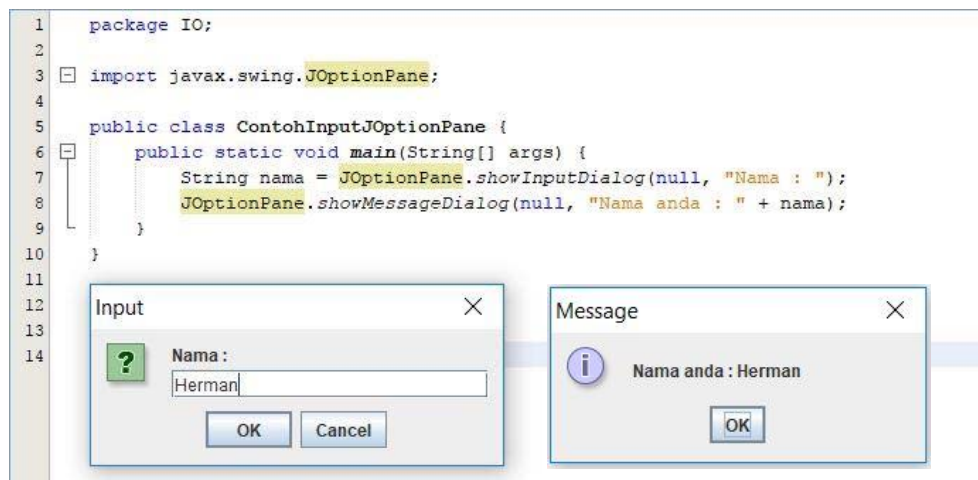 1 package IO;
2
3 import javax.swing.JOptionPane;
4
5 public class ContohInputJOptionPane {
6 public static void main(String[] args) {
7 String nama = JOptionPane.showInputDialog(null, "Nama : ");
8 JOptionPane.showMessageDialog(null, "Nama anda : " + nama);
9 }
10 }
11
12
13
14
Input
Nama :
Herman
OK Cancel
Message
Nama anda : Herman
OK